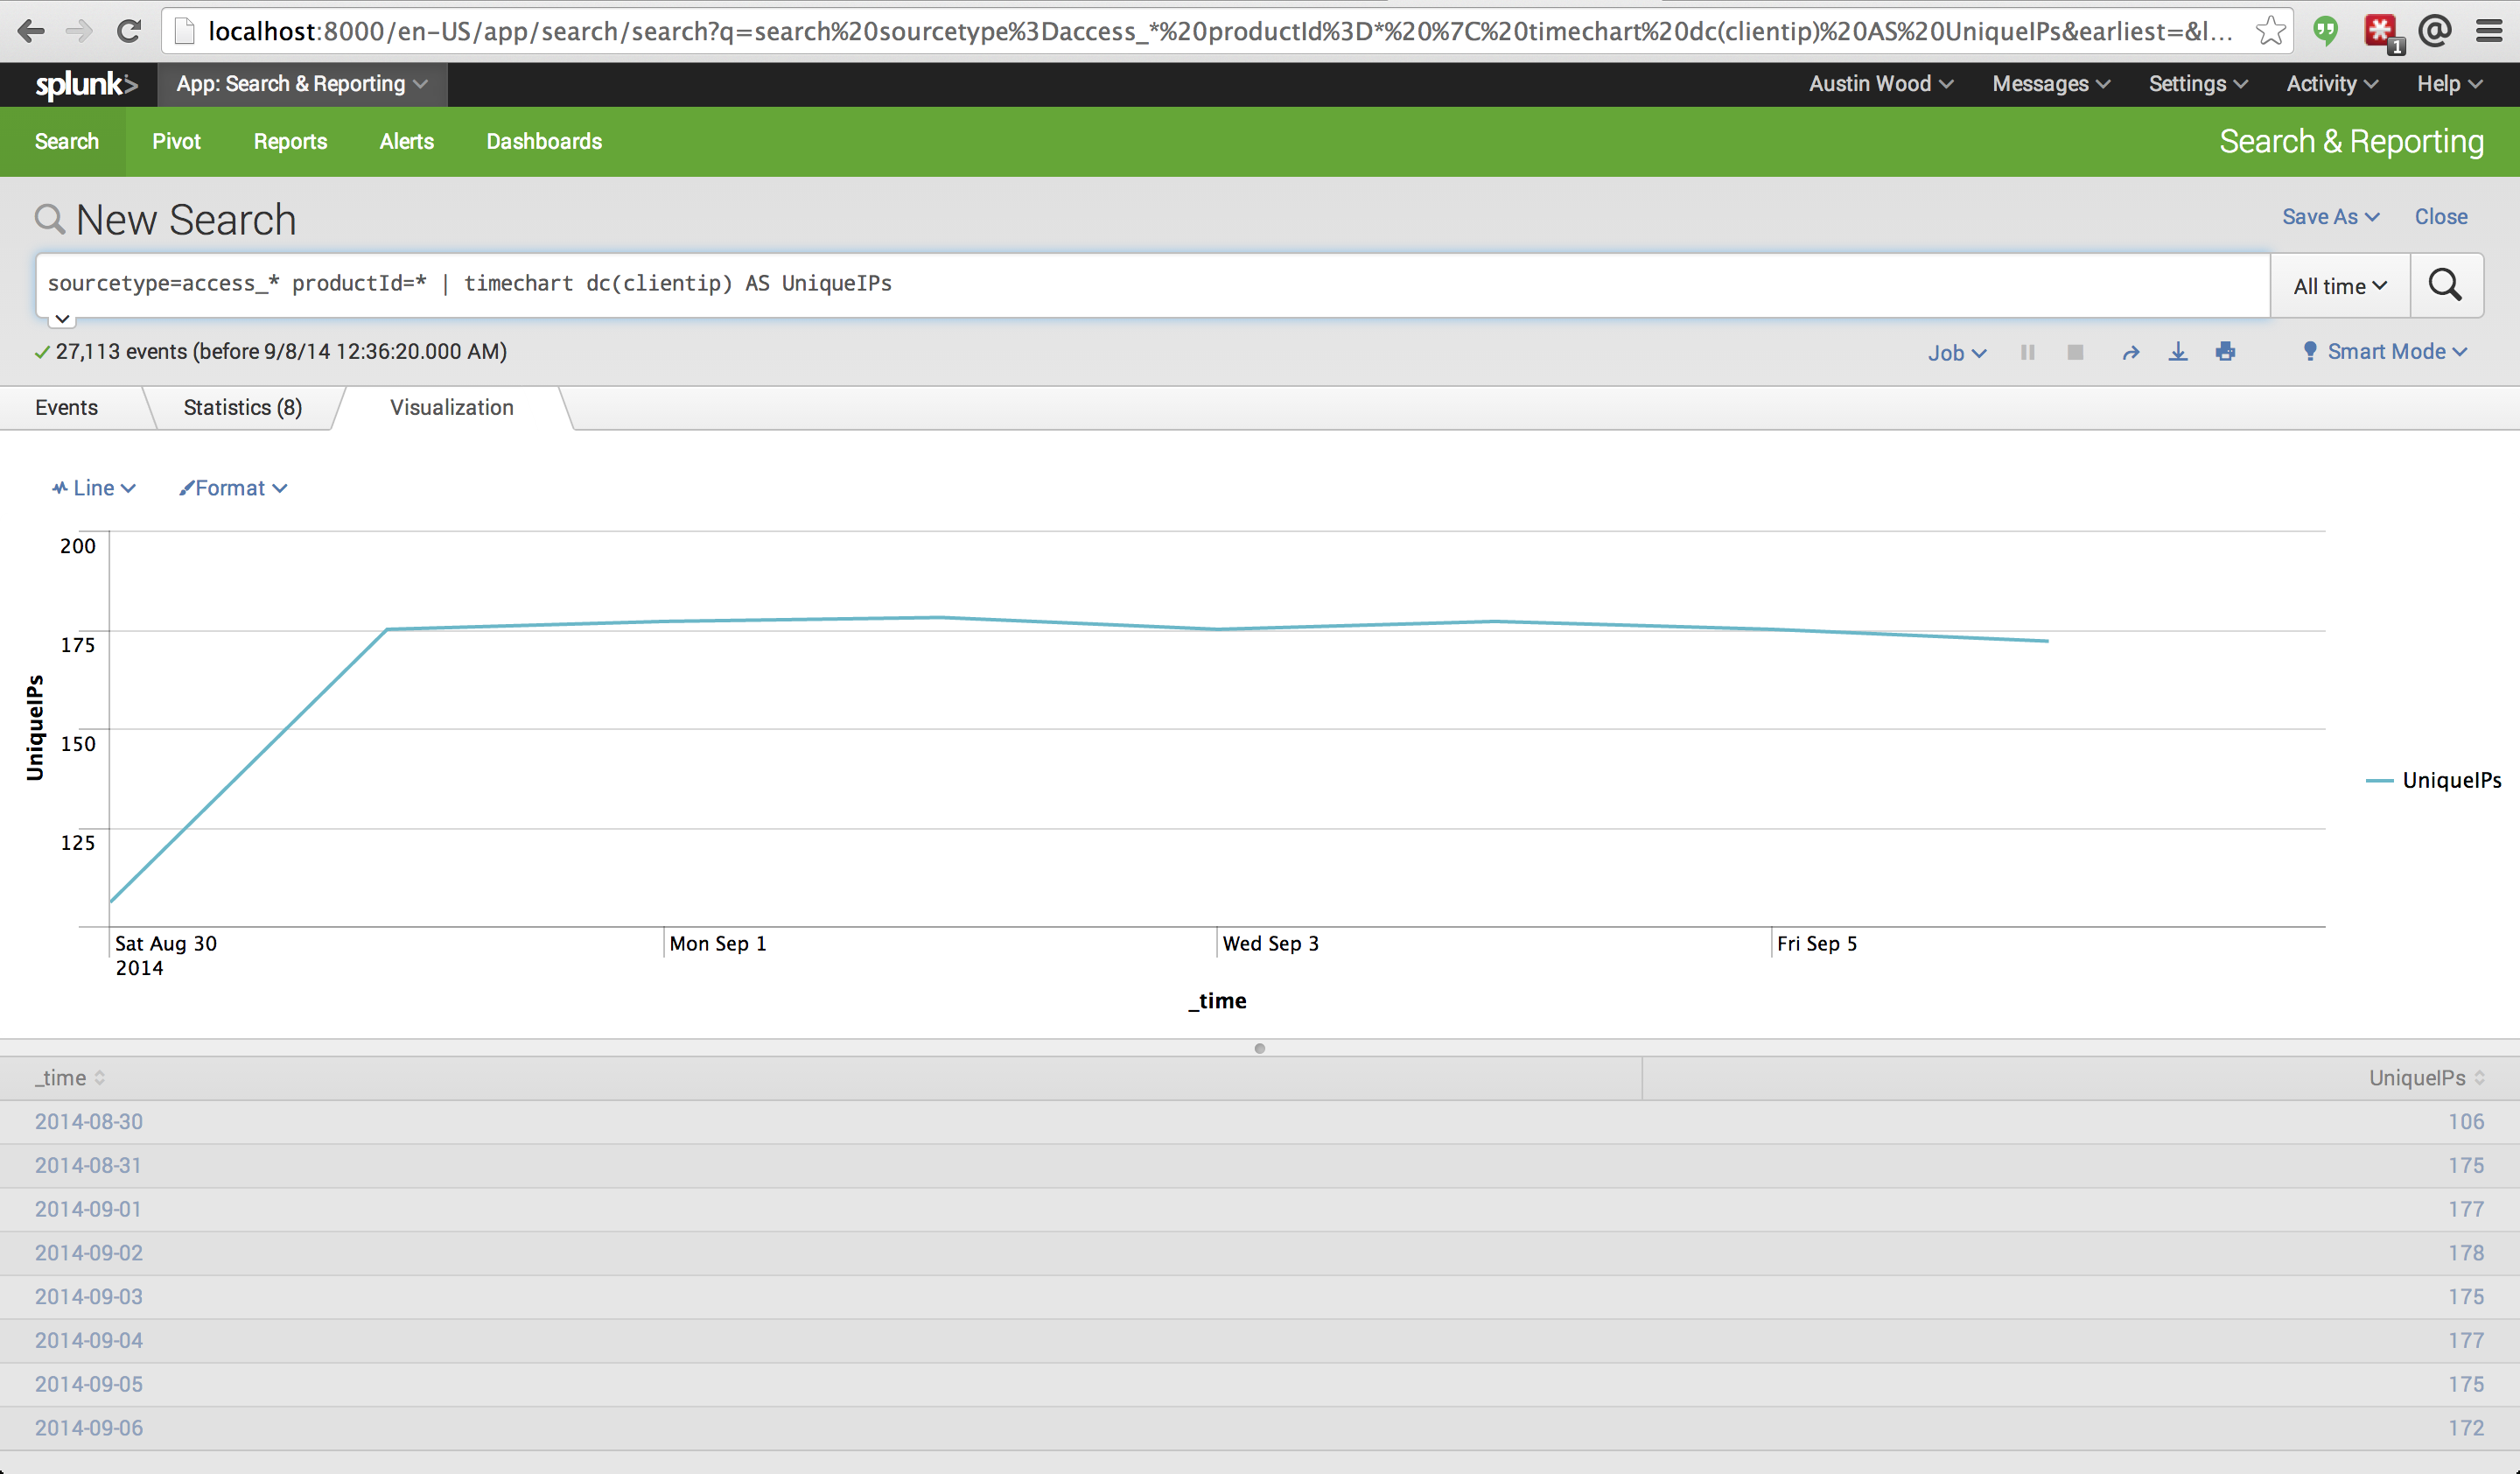 localhost:8000/en-US/app/search/search?q=search%20sourcetype%3Daccess_*%20productId%3D*%20%7C%20timechart%20dc(clientip)%20AS%20UniqueIPs&earliest=&l...
1
splunk> App: Search & Reporting Austin Wood Messages Settings Activity Help
Search Pivot Reports Alerts Dashboards Search & Reporting
New Search Save As Close
sourcetype=access_* productId=* | timechart dc(clientip) AS UniqueIPs All time
27,113 events (before 9/8/14 12:36:20.000 AM) Job Smart Mode
Events Statistics (8) Visualization
Line Format
200
175
150
125
UniqueIPs
UniqueIPs
Sat Aug 30 Mon Sep 1 Wed Sep 3 Fri Sep 5
2014
_time
_time UniqueIPs
2014-08-30 106
2014-08-31 175
2014-09-01 177
2014-09-02 178
2014-09-03 175
2014-09-04 177
2014-09-05 175
2014-09-06 172